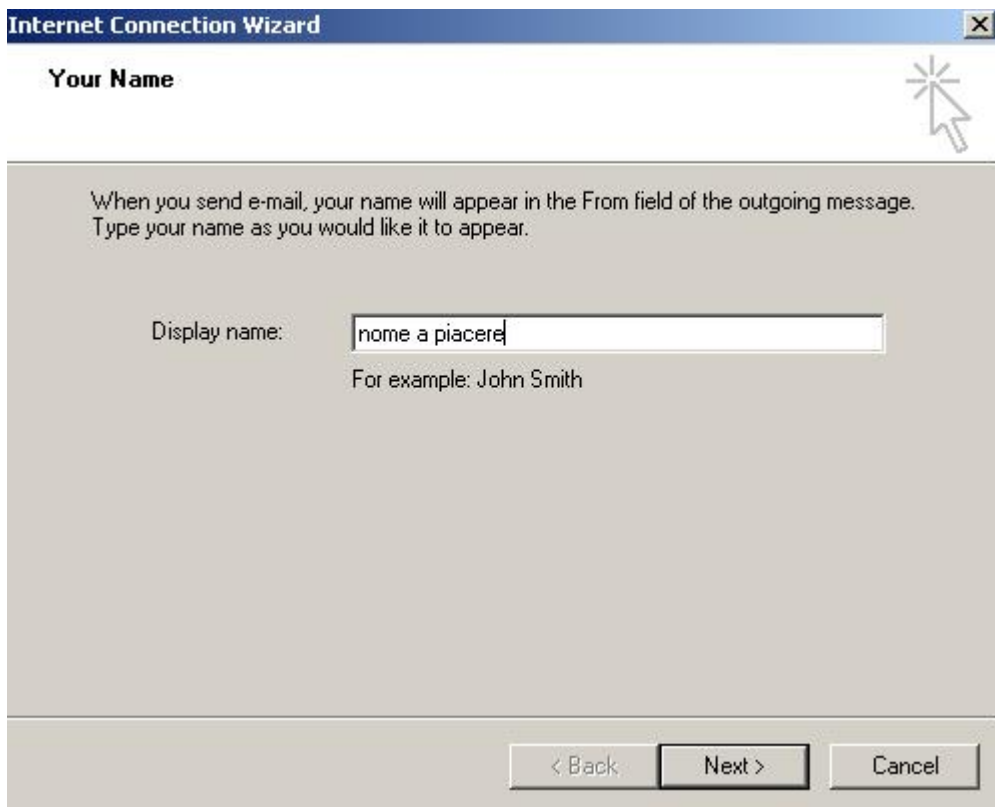 Internet Connection Wizard
Your Name
When you send e-mail, your name will appear in the From field of the outgoing message.
Type your name as you would like it to appear.
Display name: nome a piacere
For example: John Smith
< Back Next > Cancel